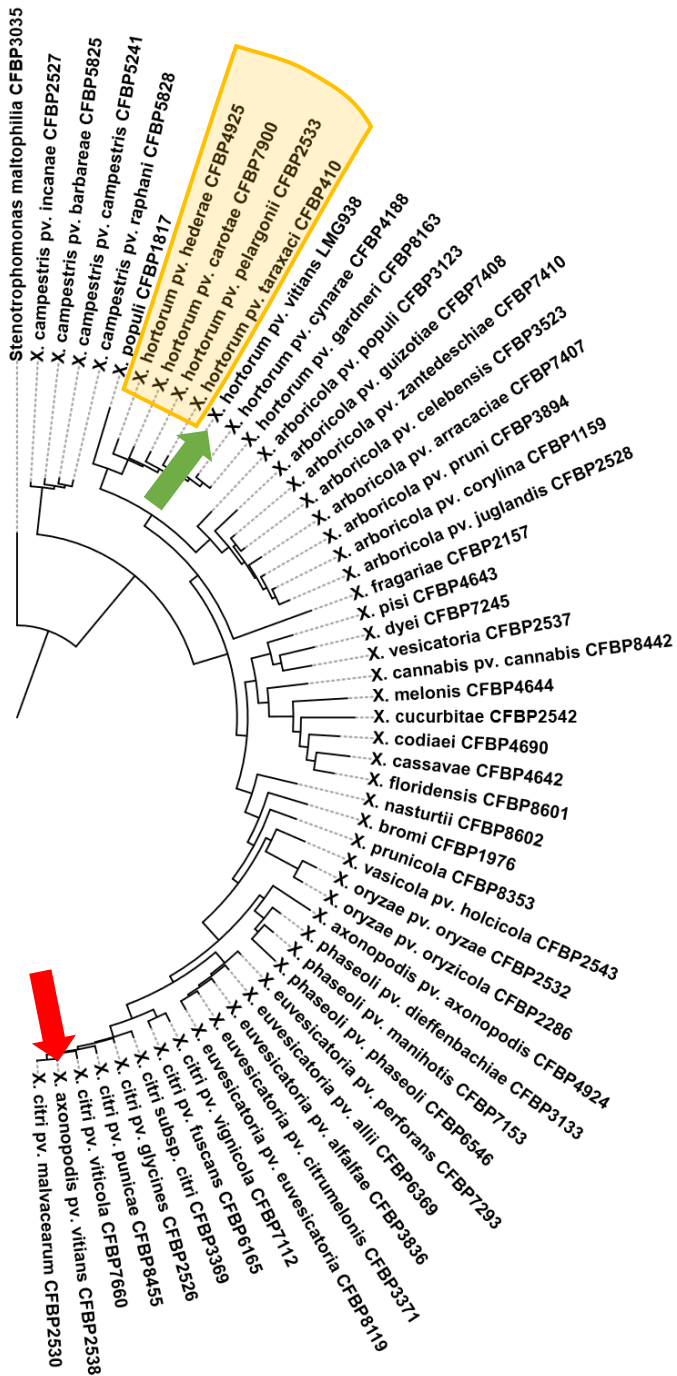 Stenotrophomonas maltophilia CFBP3035
X. campestris pv. incanae CFBP2527
X. campestris pv. barbareae CFBP5825
X. campestris pv. campestris CFBP5241
X. campestris pv. raphani CFBP5828
X. populi CFBP1817
X. hortorum pv. hederae CFBP4925
X. hortorum pv. carotae CFBP7900
X. hortorum pv. pelargonii CFBP2533
X. hortorum pv. taraxaci CFBP410
X. hortorum pv. vitians LMG938
X. hortorum pv. cynarae CFBP4188
X. hortorum pv. gardneri CFBP8163
X. arboricola pv. populi CFBP3123
X. arboricola pv. guizotiae CFBP7408
X. arboricola pv. zantedeschiae CFBP7410
X. arboricola pv. celebensis CFBP3523
X. arboricola pv. arracaciae CFBP7407
X. arboricola pv. pruni CFBP3894
X. arboricola pv. corylina CFBP1159
X. arboricola pv. juglandis CFBP2528
X. fragariae CFBP2157
X. pisi CFBP4643
X. dyei CFBP7245
X. vesicatoria CFBP2537
X. cannabis pv. cannabis CFBP8442
X. melonis CFBP4644
X. cucurbitae CFBP2542
X. codiaei CFBP4690
X. cassavae CFBP4642
X. floridensis CFBP8601
X. nasturtii CFBP8602
X. bromi CFBP1976
X. prunicola CFBP8353
X. vasicola pv. holcicola CFBP2543
X. oryzae pv. oryzae CFBP2532
X. oryzae pv. oryzicola CFBP2286
X. axonopodis pv. axonopodis CFBP4924
X. phaseoli pv. dieffenbachiae CFBP3133
X. phaseoli pv. manihotis CFBP7153
X. phaseoli pv. phaseoli CFBP6546
X. euvesicatoria pv. perforans CFBP7293
X. euvesicatoria pv. allii CFBP6369
X. euvesicatoria pv. alfalfae CFBP3836
X. euvesicatoria pv. citrumelonis CFBP3371
X. euvesicatoria pv. euvesicatoria CFBP8119
X. citri pv. vignicola CFBP7112
X. citri pv. fuscans CFBP6165
X. citri subsp. citri CFBP3369
X. citri pv. glycines CFBP2526
X. citri pv. punicae CFBP8455
X. citri pv. viticola CFBP7660
X. axonopodis pv. vitians CFBP2538
X. citri pv. malvacearum CFBP2530